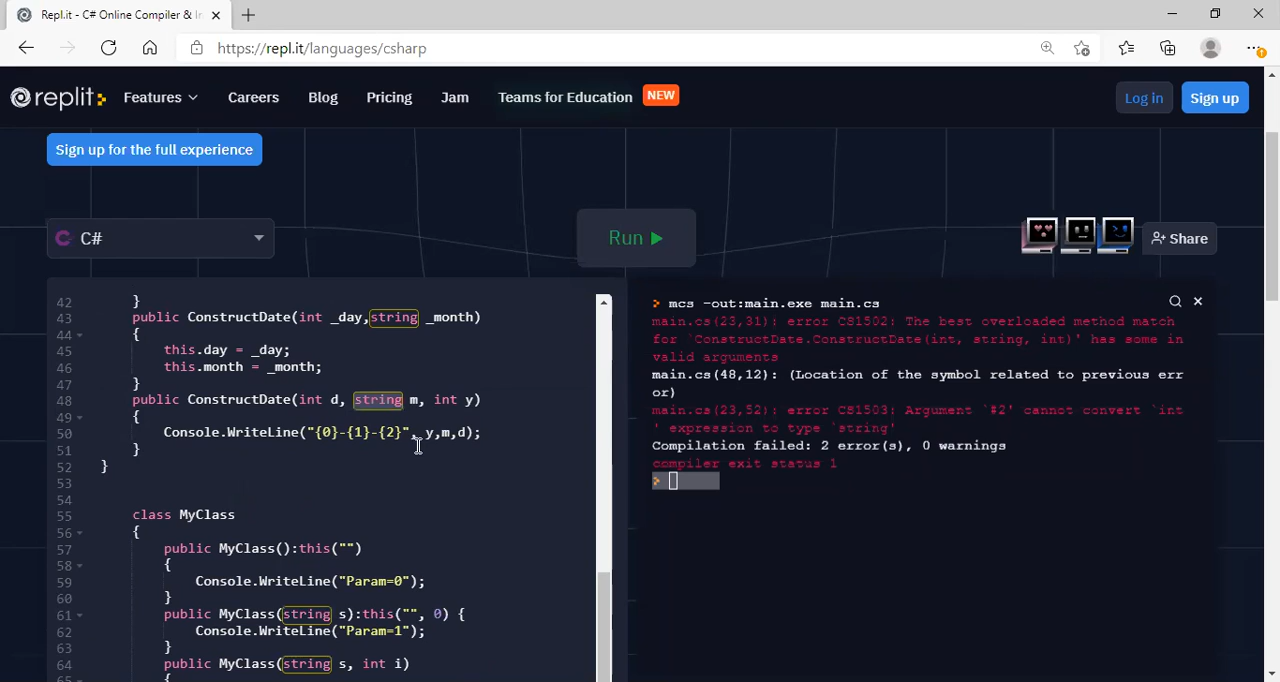 Repl.it - C# Online Compiler & I
https://repl.it/languages/csharp
replit Features Careers Blog Pricing Jam Teams for Education NEW Log in Sign up
Sign up for the full experience
C# Run Share
42 }
43 public ConstructDate(int _day,string _month)
44 {
45 this.day = _day;
46 this.month = _month;
47 }
48 public ConstructDate(int d, string m, int y)
49 {
50 Console.WriteLine("{0}-{1}-{2}", y,m,d);
51 }
52 }
53
54
55 class MyClass
56 {
57 public MyClass():this("")
58 {
59 Console.WriteLine("Param=0");
60 }
61 public MyClass(string s):this("", 0) {
62 Console.WriteLine("Param=1");
63 }
64 public MyClass(string s, int i)
65 {
mcs -out:main.exe main.cs
main.cs(23,31): error CS1502: The best overloaded method match
for `ConstructDate.ConstructDate(int, string, int)' has some in
valid arguments
main.cs(48,12): (Location of the symbol related to previous err
or)
main.cs(23,52): error CS1503: Argument `#2' cannot convert `int
' expression to type `string'
Compilation failed: 2 error(s), 0 warnings
compiler exit status 1